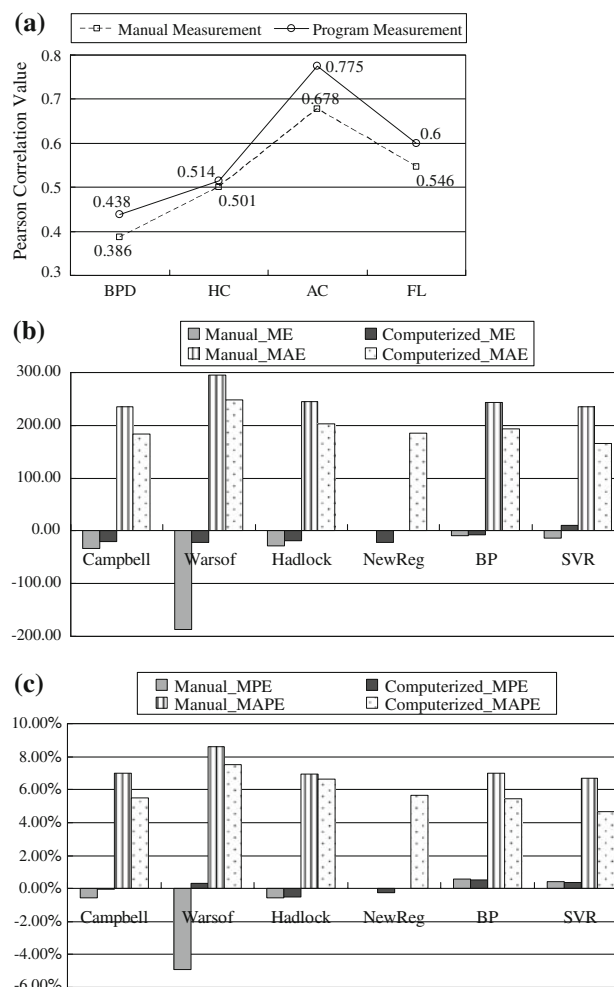 (a)
Manual Measurement Program Measurement
Pearson Correlation Value
0.8
0.7
0.6
0.5
0.4
0.3
0.775
0.678
0.6
0.546
0.514
0.501
0.438
0.386
BPD HC AC FL
(b)
Manual_ME Computerized_ME
Manual_MAE Computerized_MAE
300.00
200.00
100.00
0.00
-100.00
-200.00
Campbell Warsof Hadlock NewReg BP SVR
(c)
Manual_MPE Computerized_MPE
Manual_MAPE Computerized_MAPE
10.00%
8.00%
6.00%
4.00%
2.00%
0.00%
-2.00%
-4.00%
-6.00%
Campbell Warsof Hadlock NewReg BP SVR